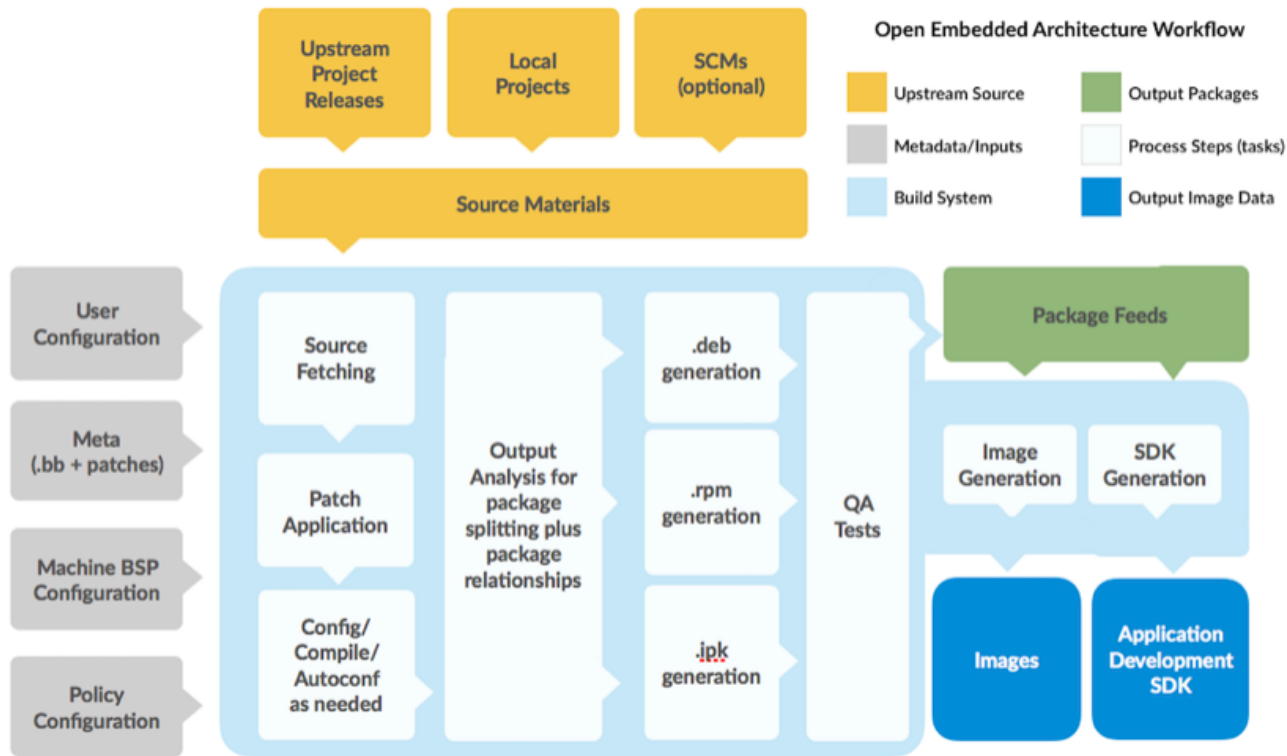 Open Embedded Architecture Workflow
Upstream
Project
Releases
Local
Projects
SCMs
(optional)
Upstream Source
Output Packages
Metadata/Inputs
Process Steps (tasks)
Build System
Output Image Data
Source Materials
User
Configuration
Meta
(.bb + patches)
Machine BSP
Configuration
Policy
Configuration
Source
Fetching
Patch
Application
Config/
Compile/
Autoconf
as needed
Output
Analysis for
package
splitting plus
package
relationships
.deb
generation
.rpm
generation
.ipk
generation
QA
Tests
Package Feeds
Image
Generation
SDK
Generation
Images
Application
Development
SDK